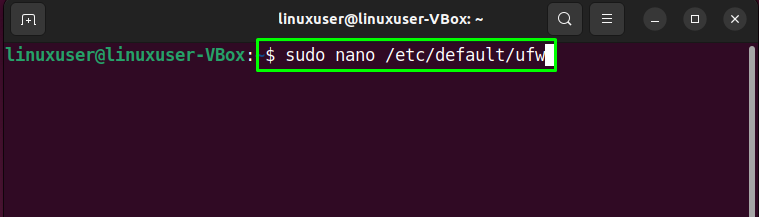 linuxuser@linuxuser-VBox: ~
linuxuser@linuxuser-VBox:~$ sudo nano /etc/default/ufw